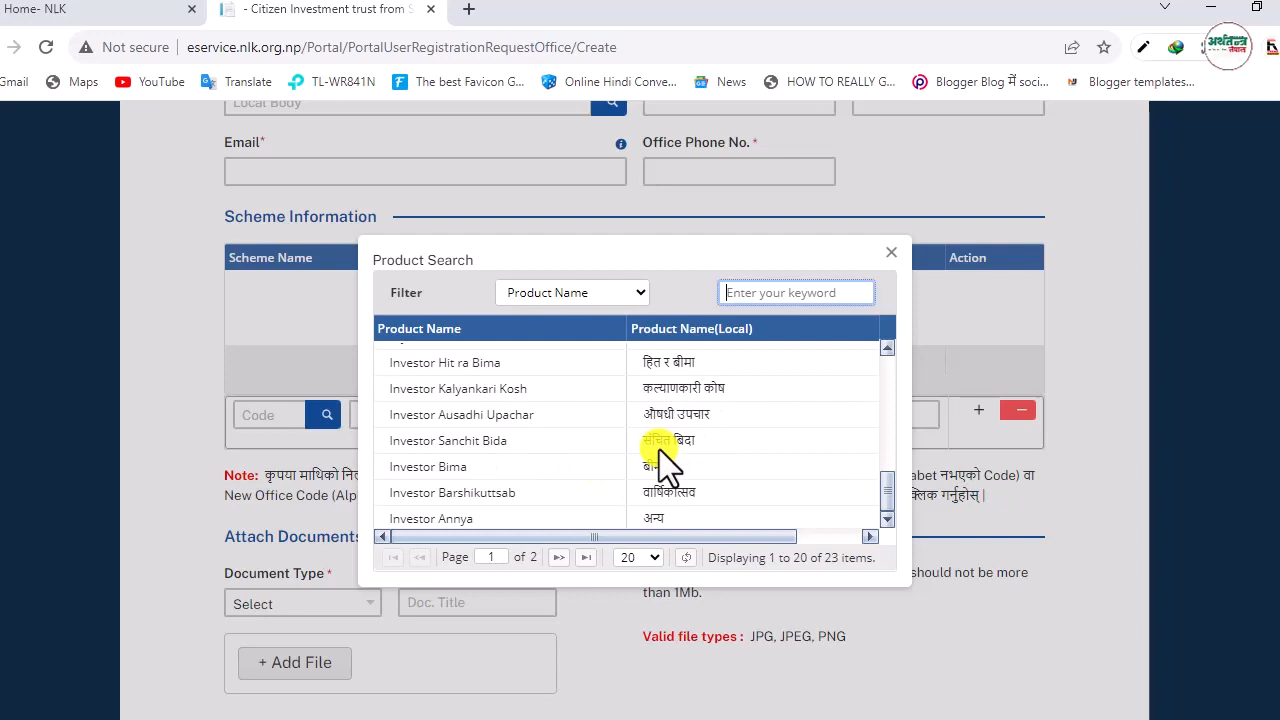 Home- NLK
- Citizen Investment trust from S
Not secure eservice.nlk.org.np/Portal/PortalUserRegistrationRequestOffice/Create
अर्थतन्त्र
नेपाल
Gmail Maps YouTube Translate TL-WR841N The best Favicon G... Online Hindi Conve... News HOW TO REALLY G... Blogger Blog में सो... Blogger templates...
Local Body
Email* Office Phone No. *
Scheme Information
Scheme Name Action
Product Search
Filter Product Name Enter your keyword
Product Name Product Name(Local)
Investor Hit ra Bima हित र बीमा
Investor Kalyankari Kosh कल्याणकारी कोष
Investor Ausadhi Upachar औषधी उपचार
Investor Sanchit Bida संचित बिदा
Investor Bima
Investor Barshikuttsab वार्षिकोत्सव
Investor Annya अन्य
Code
Page 1 of 2 20 Displaying 1 to 20 of 23 items.
Note: कृपया माथिको abet नभएको Code) वा
New Office Code (Alp क्लिक गर्नुहोस् |
Attach Documents
Document Type * should not be more
than 1Mb.
Select Doc. Title
Valid file types : JPG, JPEG, PNG
+ Add File